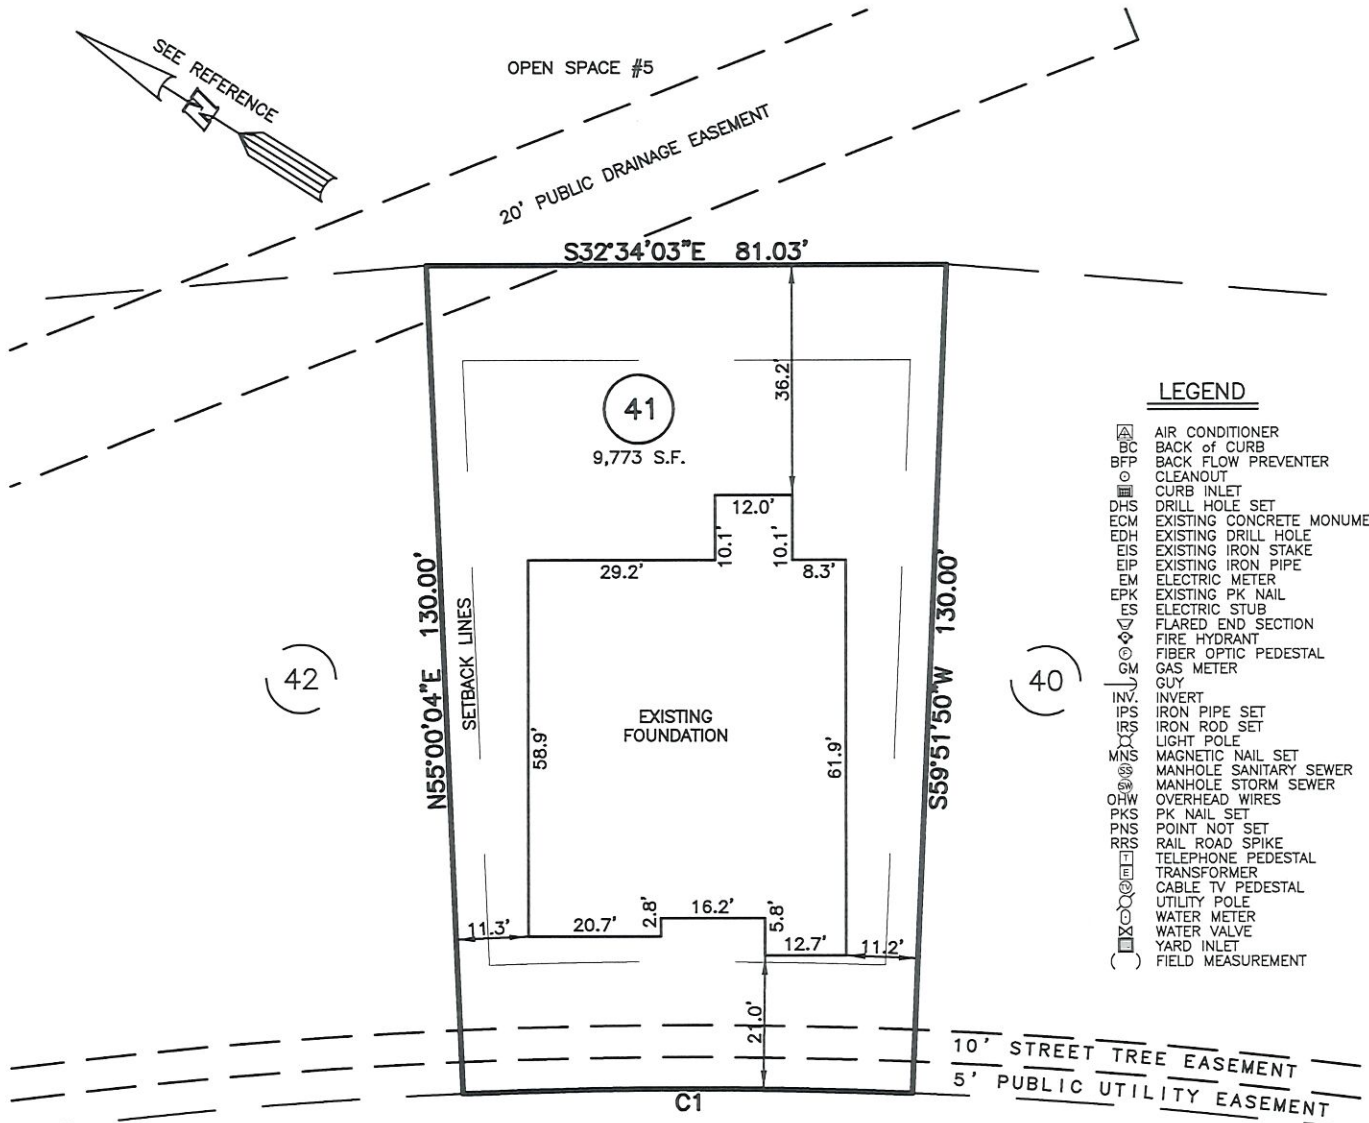 SEE REFERENCE
N
OPEN SPACE #5
20' PUBLIC DRAINAGE EASEMENT
S32°34'03"E 81.03'
36.2'
41
9,773 S.F.
12.0'
10.1'
10.1'
29.2'
8.3'
N55°00'04"E 130.00'
SETBACK LINES
S59°51'50"W 130.00'
42
40
EXISTING
FOUNDATION
58.9'
61.9'
11.3'
20.7'
2.8'
16.2'
5.8'
12.7'
11.2'
21.0'
10' STREET TREE EASEMENT
5' PUBLIC UTILITY EASEMENT
C1
LEGEND
A AIR CONDITIONER
BC BACK of CURB
BFP BACK FLOW PREVENTER
CLEANOUT
CURB INLET
DHS DRILL HOLE SET
ECM EXISTING CONCRETE MONUME
EDH EXISTING DRILL HOLE
EIS EXISTING IRON STAKE
EIP EXISTING IRON PIPE
EM ELECTRIC METER
EPK EXISTING PK NAIL
ES ELECTRIC STUB
FLARED END SECTION
FIRE HYDRANT
F FIBER OPTIC PEDESTAL
GM GAS METER
GUY
INV. INVERT
IPS IRON PIPE SET
IRS IRON ROD SET
LIGHT POLE
MNS MAGNETIC NAIL SET
SS MANHOLE SANITARY SEWER
SW MANHOLE STORM SEWER
OHW OVERHEAD WIRES
PKS PK NAIL SET
PNS POINT NOT SET
RRS RAIL ROAD SPIKE
T TELEPHONE PEDESTAL
E TRANSFORMER
TV CABLE TV PEDESTAL
UTILITY POLE
WATER METER
WATER VALVE
YARD INLET
( ) FIELD MEASUREMENT